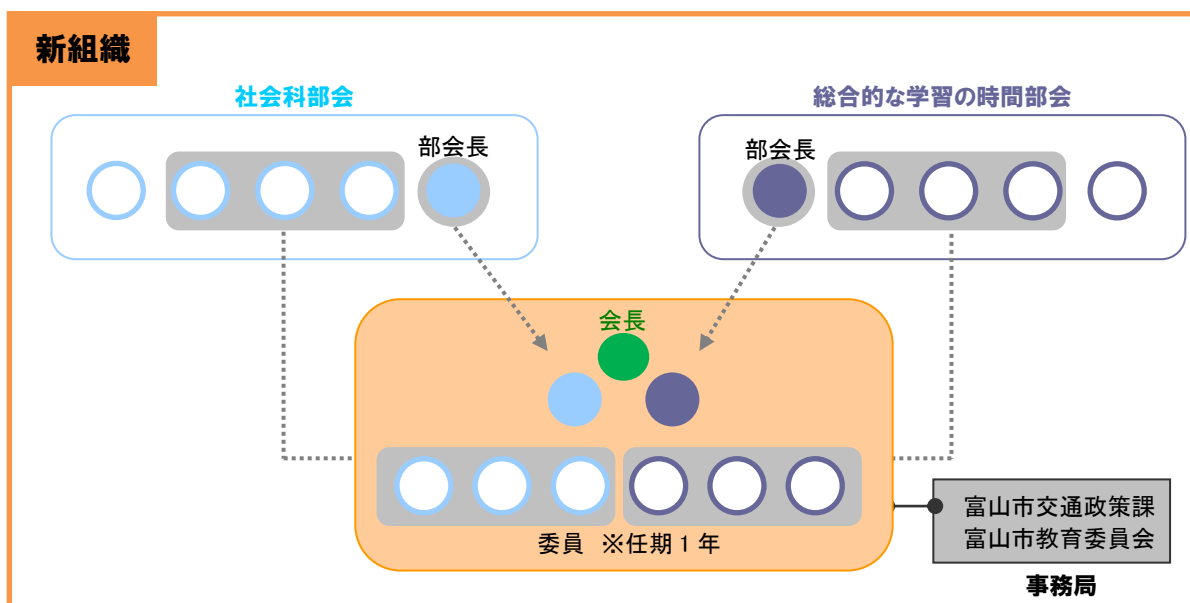 新組織
社会科部会
総合的な学習の時間部会
部会長
部会長
会長
委員 ※任期1年
富山市交通政策課
富山市教育委員会
事務局